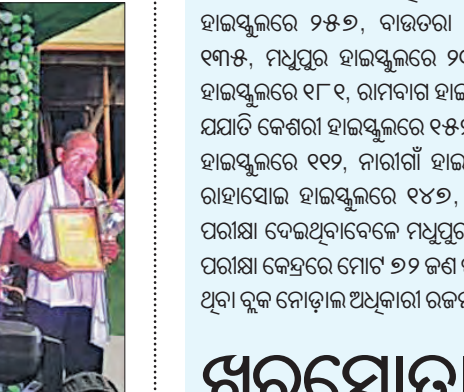 ହାଇସ୍କୁଲରେ ୨୫୭, ବାଉତରା
୧୩୫, ମଧୁପୁର ହାଇସ୍କୁଲରେ
ହାଇସ୍କୁଲରେ ୧୮୧, ରାମବାଗ
ଯଯାତି କେଶରୀ ହାଇସ୍କୁଲରେ
ହାଇସ୍କୁଲରେ ୧୧୨, ନାରୀଗାଁ
ରାହାସୋଇ ହାଇସ୍କୁଲରେ ୧୪୭,
ପରୀକ୍ଷା ଦେଇଥିବାବେଳେ ମଧୁପୁର
ପରୀକ୍ଷା କେନ୍ଦ୍ରରେ ମୋଟ ୭୨ ଜଣ
ଥିବା ବ୍ଲକ ନୋଡ଼ାଲ ଅଧିକାରୀ